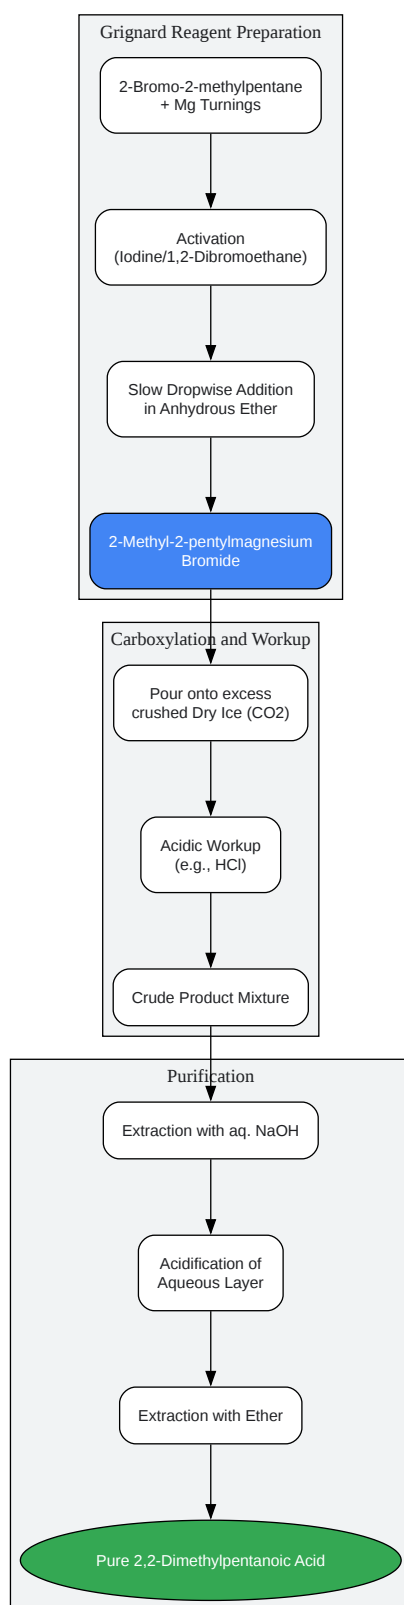 Grignard Reagent Preparation
2-Bromo-2-methylpentane
+ Mg Turnings
Activation
(Iodine/1,2-Dibromoethane)
Slow Dropwise Addition
in Anhydrous Ether
2-Methyl-2-pentylmagnesium
Bromide
Carboxylation and Workup
Pour onto excess
crushed Dry Ice (CO2)
Acidic Workup
(e.g., HCl)
Crude Product Mixture
Purification
Extraction with aq. NaOH
Acidification of
Aqueous Layer
Extraction with Ether
Pure 2,2-Dimethylpentanoic Acid